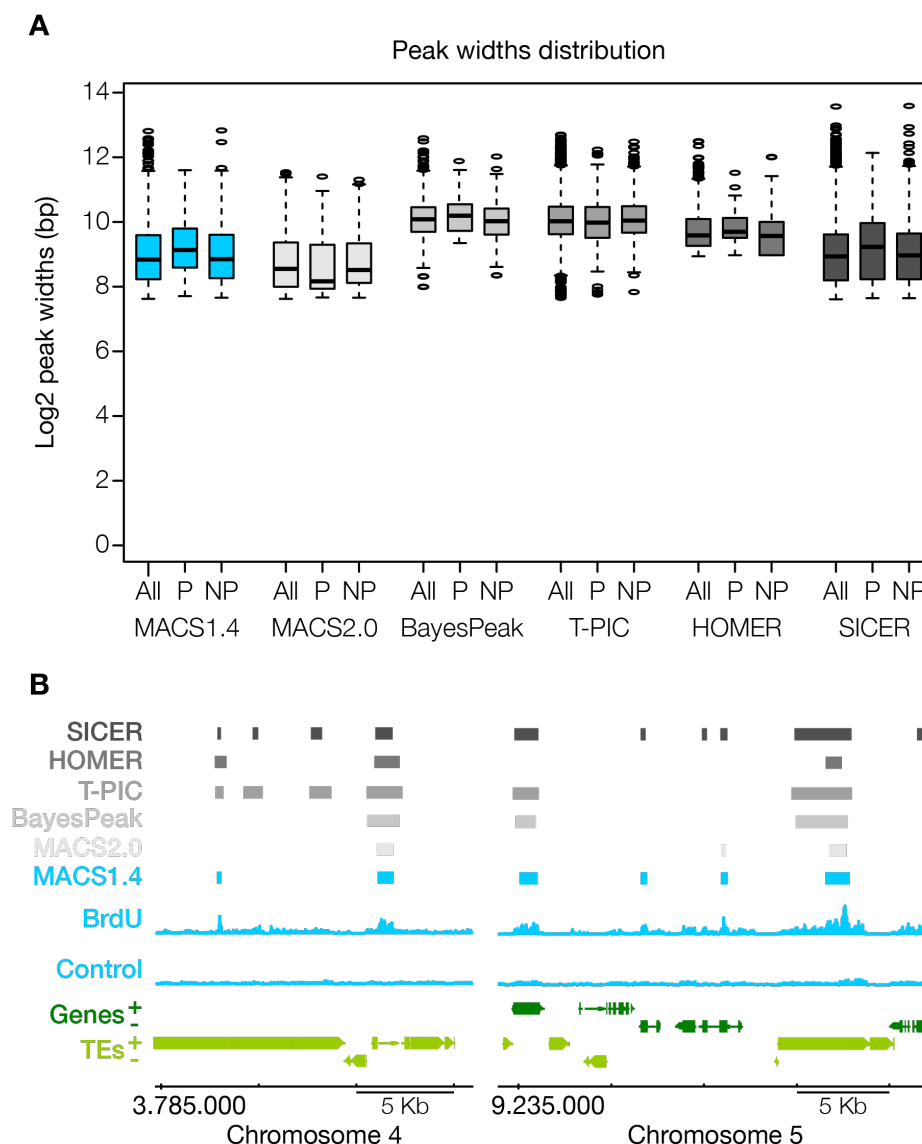 A
Peak widths distribution
Log2 peak widths (bp)
14
12
10
8
6
4
2
0
All P NP All P NP All P NP All P NP All P NP All P NP
MACS1.4 MACS2.0 BayesPeak T-PIC HOMER SICER
B
SICER
HOMER
T-PIC
BayesPeak
MACS2.0
MACS1.4
BrdU
Control
Genes + -
TEs + -
3.785.000 5 Kb 9.235.000 5 Kb
Chromosome 4 Chromosome 5